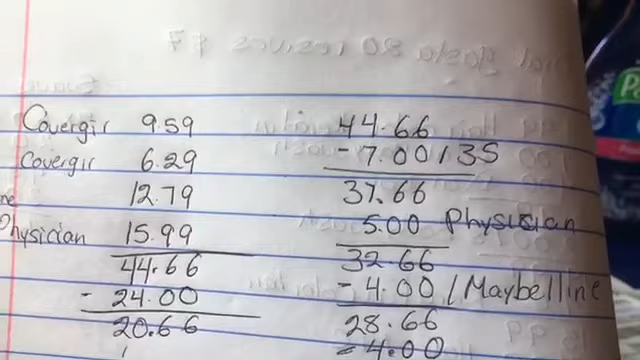 Covergir 9.59
Covergir 6.29
ne 12.79
Physician 15.99
44.66
- 24.00
20.66
44.66
- 7.00/35
37.66
5.00 Physician
32.66
- 4.00/Maybelline
28.66
- 4.00